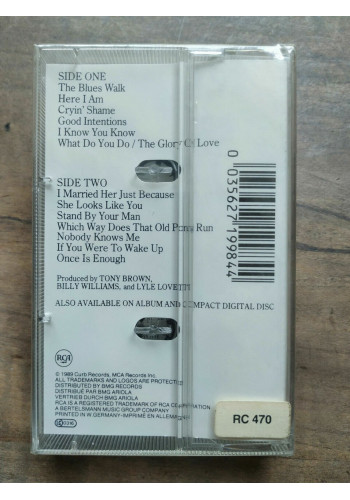 SIDE ONE
The Blues Walk
Here I Am
Cryin' Shame
Good Intentions
I Know You Know
What Do You Do / The Glory Of Love
SIDE TWO
I Married Her Just Because
She Looks Like You
Stand By Your Man
Which Way Does That Old Pony Run
Nobody Knows Me
If You Were To Wake Up
Once Is Enough
Produced by TONY BROWN,
BILLY WILLIAMS, and LYLE LOVETT
ALSO AVAILABLE ON ALBUM AND COMPACT DIGITAL DISC
0 035627 199844
RCA
℗ 1989 Curb Records, MCA Records Inc.
ALL TRADEMARKS AND LOGOS ARE PROTECTED
DISTRIBUTED BY BMG RECORDS
DISTRIBUÉ PAR BMG ARIOLA
VERTRIEB DURCH BMG ARIOLA
RCA IS A REGISTERED TRADEMARK OF RCA CORPORATION
A BERTELSMANN MUSIC GROUP COMPANY
PRINTED IN W. GERMANY-IMPRIMÉ EN ALLEMAGNE
RC 470